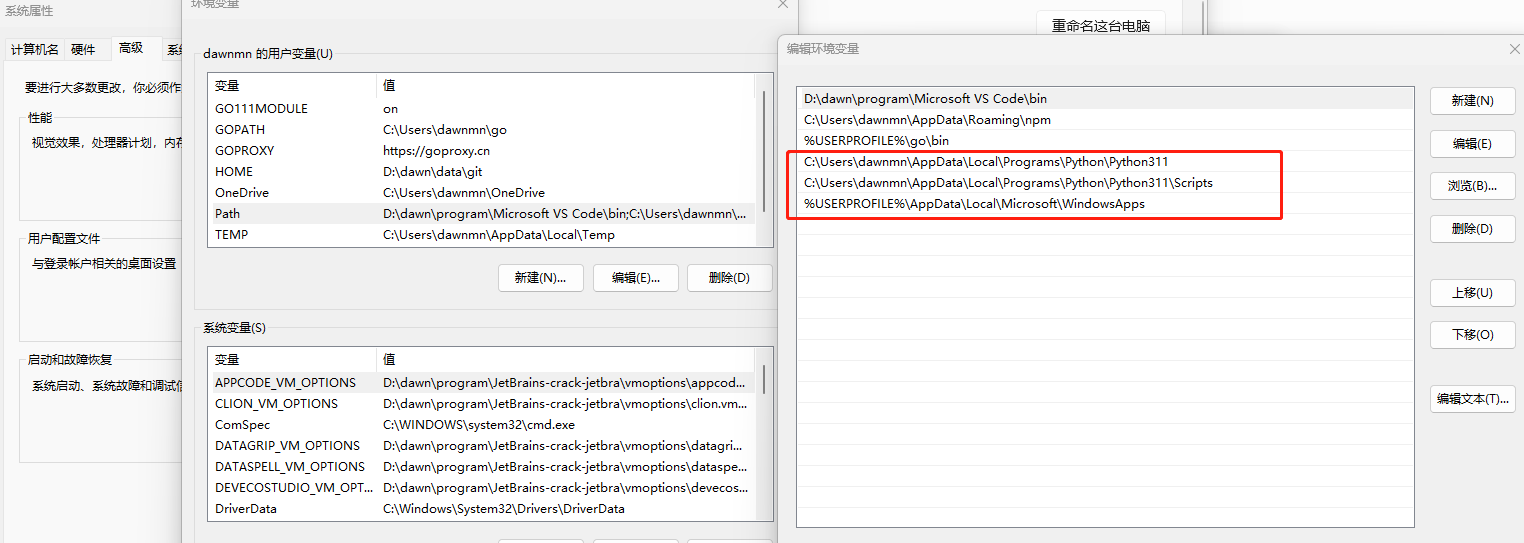 系统属性
计算机名
硬件
高级
要进行大多数更改，你必须作
性能
视觉效果，处理器计划，内存
用户配置文件
与登录帐户相关的桌面设置
启动和故障恢复
系统启动、系统故障和调试信
环境变量
dawnmn 的用户变量(U)
变量 值
GO111MODULE on
GOPATH C:\Users\dawnmn\go
GOPROXY https://goproxy.cn
HOME D:\dawn\data\git
OneDrive C:\Users\dawnmn\OneDrive
Path D:\dawn\program\Microsoft VS Code\bin;C:\Users\dawnmn\...
TEMP C:\Users\dawnmn\AppData\Local\Temp
新建(N)... 编辑(E)... 删除(D)
系统变量(S)
变量 值
APPCODE_VM_OPTIONS D:\dawn\program\JetBrains-crack-jetbra\vmoptions\appcod...
CLION_VM_OPTIONS D:\dawn\program\JetBrains-crack-jetbra\vmoptions\clion.vm...
ComSpec C:\WINDOWS\system32\cmd.exe
DATAGRIP_VM_OPTIONS D:\dawn\program\JetBrains-crack-jetbra\vmoptions\datagri...
DATASPELL_VM_OPTIONS D:\dawn\program\JetBrains-crack-jetbra\vmoptions\dataspe...
DEVECOSTUDIO_VM_OPT... D:\dawn\program\JetBrains-crack-jetbra\vmoptions\devecos...
DriverData C:\Windows\System32\Drivers\DriverData
重命名这台电脑
编辑环境变量
D:\dawn\program\Microsoft VS Code\bin
C:\Users\dawnmn\AppData\Roaming\npm
%USERPROFILE%\go\bin
C:\Users\dawnmn\AppData\Local\Programs\Python\Python311
C:\Users\dawnmn\AppData\Local\Programs\Python\Python311\Scripts
%USERPROFILE%\AppData\Local\Microsoft\WindowsApps
新建(N)
编辑(E)
浏览(B)...
删除(D)
上移(U)
下移(O)
编辑文本(T)...